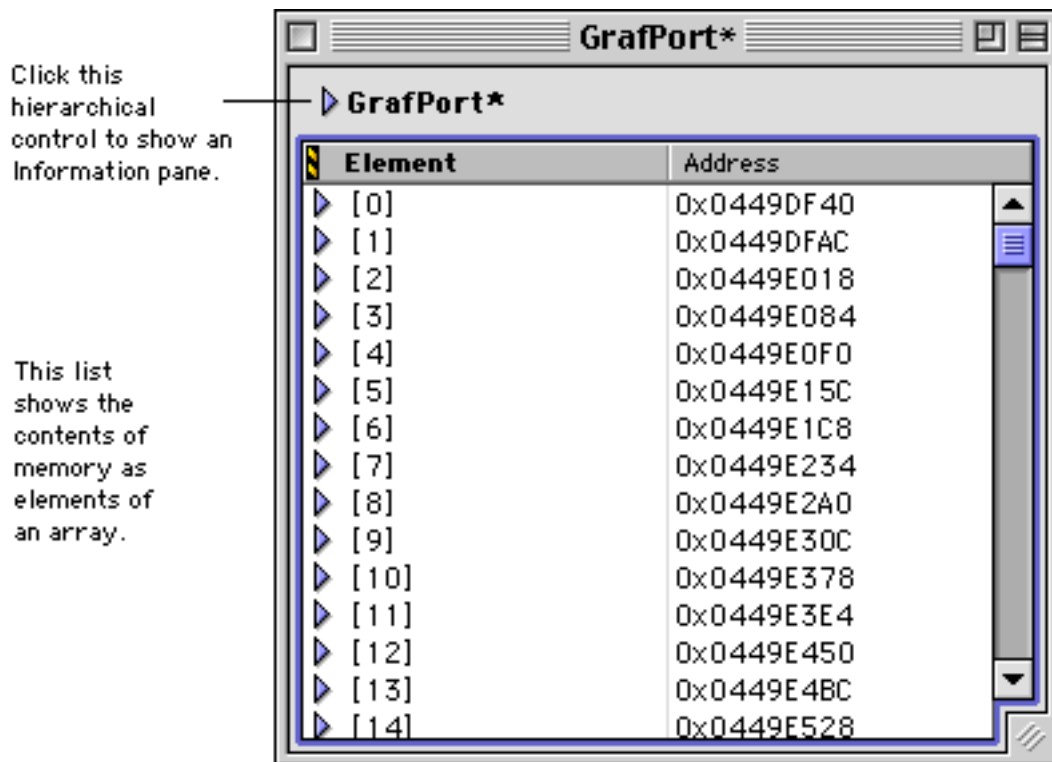 GrafPort*
Click this
hierarchical
control to show an
Information pane.
GrafPort*
Element Address
[0] 0x0449DF40
[1] 0x0449DFAC
[2] 0x0449E018
[3] 0x0449E084
[4] 0x0449E0F0
[5] 0x0449E15C
[6] 0x0449E1C8
[7] 0x0449E234
[8] 0x0449E2A0
[9] 0x0449E30C
[10] 0x0449E378
[11] 0x0449E3E4
[12] 0x0449E450
[13] 0x0449E4BC
[14] 0x0449E528
This list
shows the
contents of
memory as
elements of
an array.